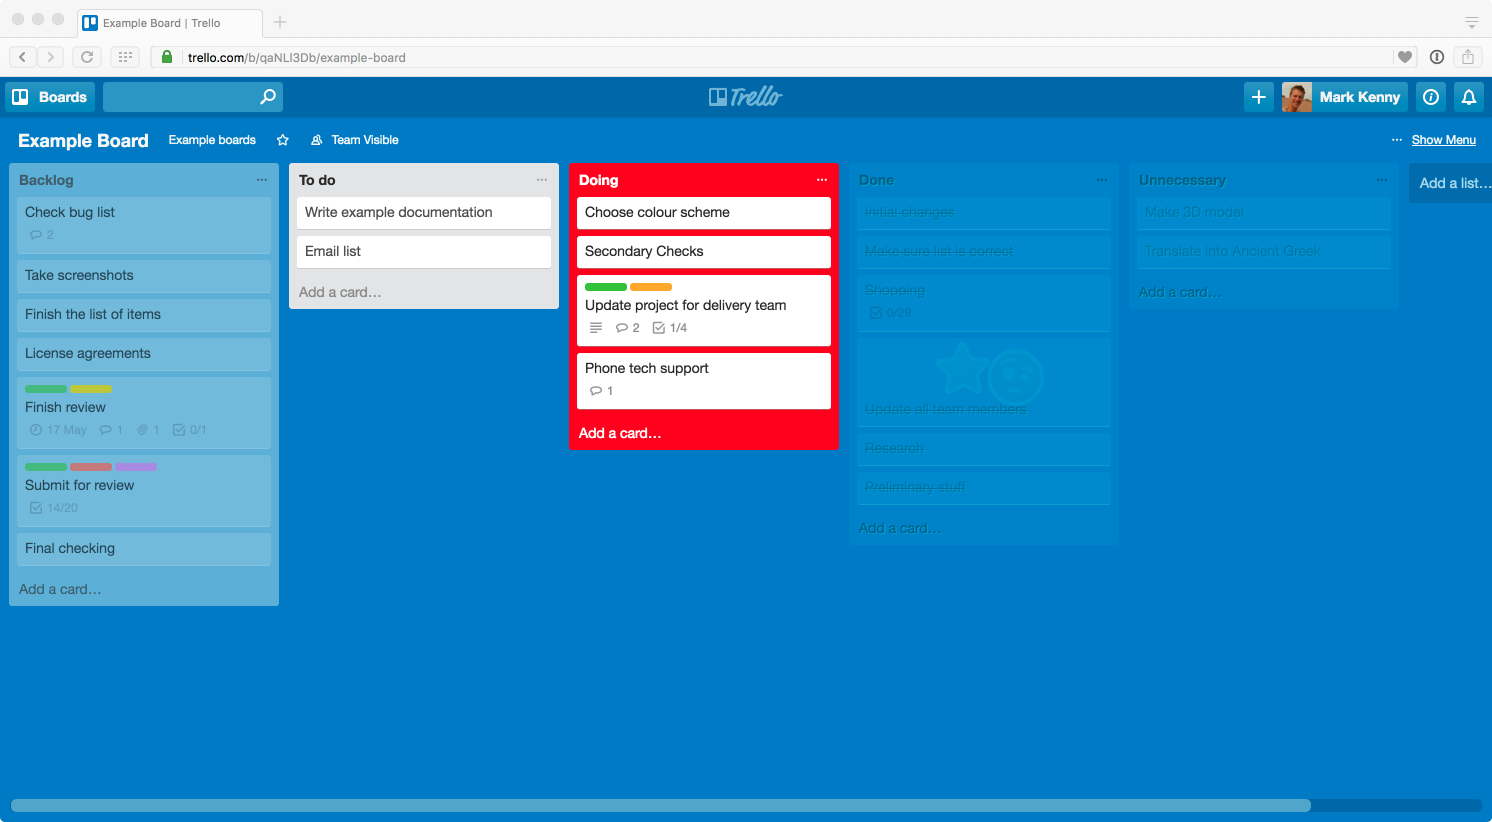 Example Board | Trello
trello.com/b/qaNLI3Db/example-board
Boards
Trello
Mark Kenny
Example Board
Example boards
Team Visible
... Show Menu
Backlog
Check bug list
2
Take screenshots
Finish the list of items
License agreements
Finish review
17 May 1 1 0/1
Submit for review
14/20
Final checking
Add a card…
To do
Write example documentation
Email list
Add a card…
Doing
Choose colour scheme
Secondary Checks
Update project for delivery team
2 1/4
Phone tech support
1
Add a card…
Done
Initial changes
Make sure list is correct
Shopping
0/29
Update all team members
Research
Preliminary stuff
Add a card…
Unnecessary
Make 3D model
Translate into Ancient Greek
Add a card…
Add a list…